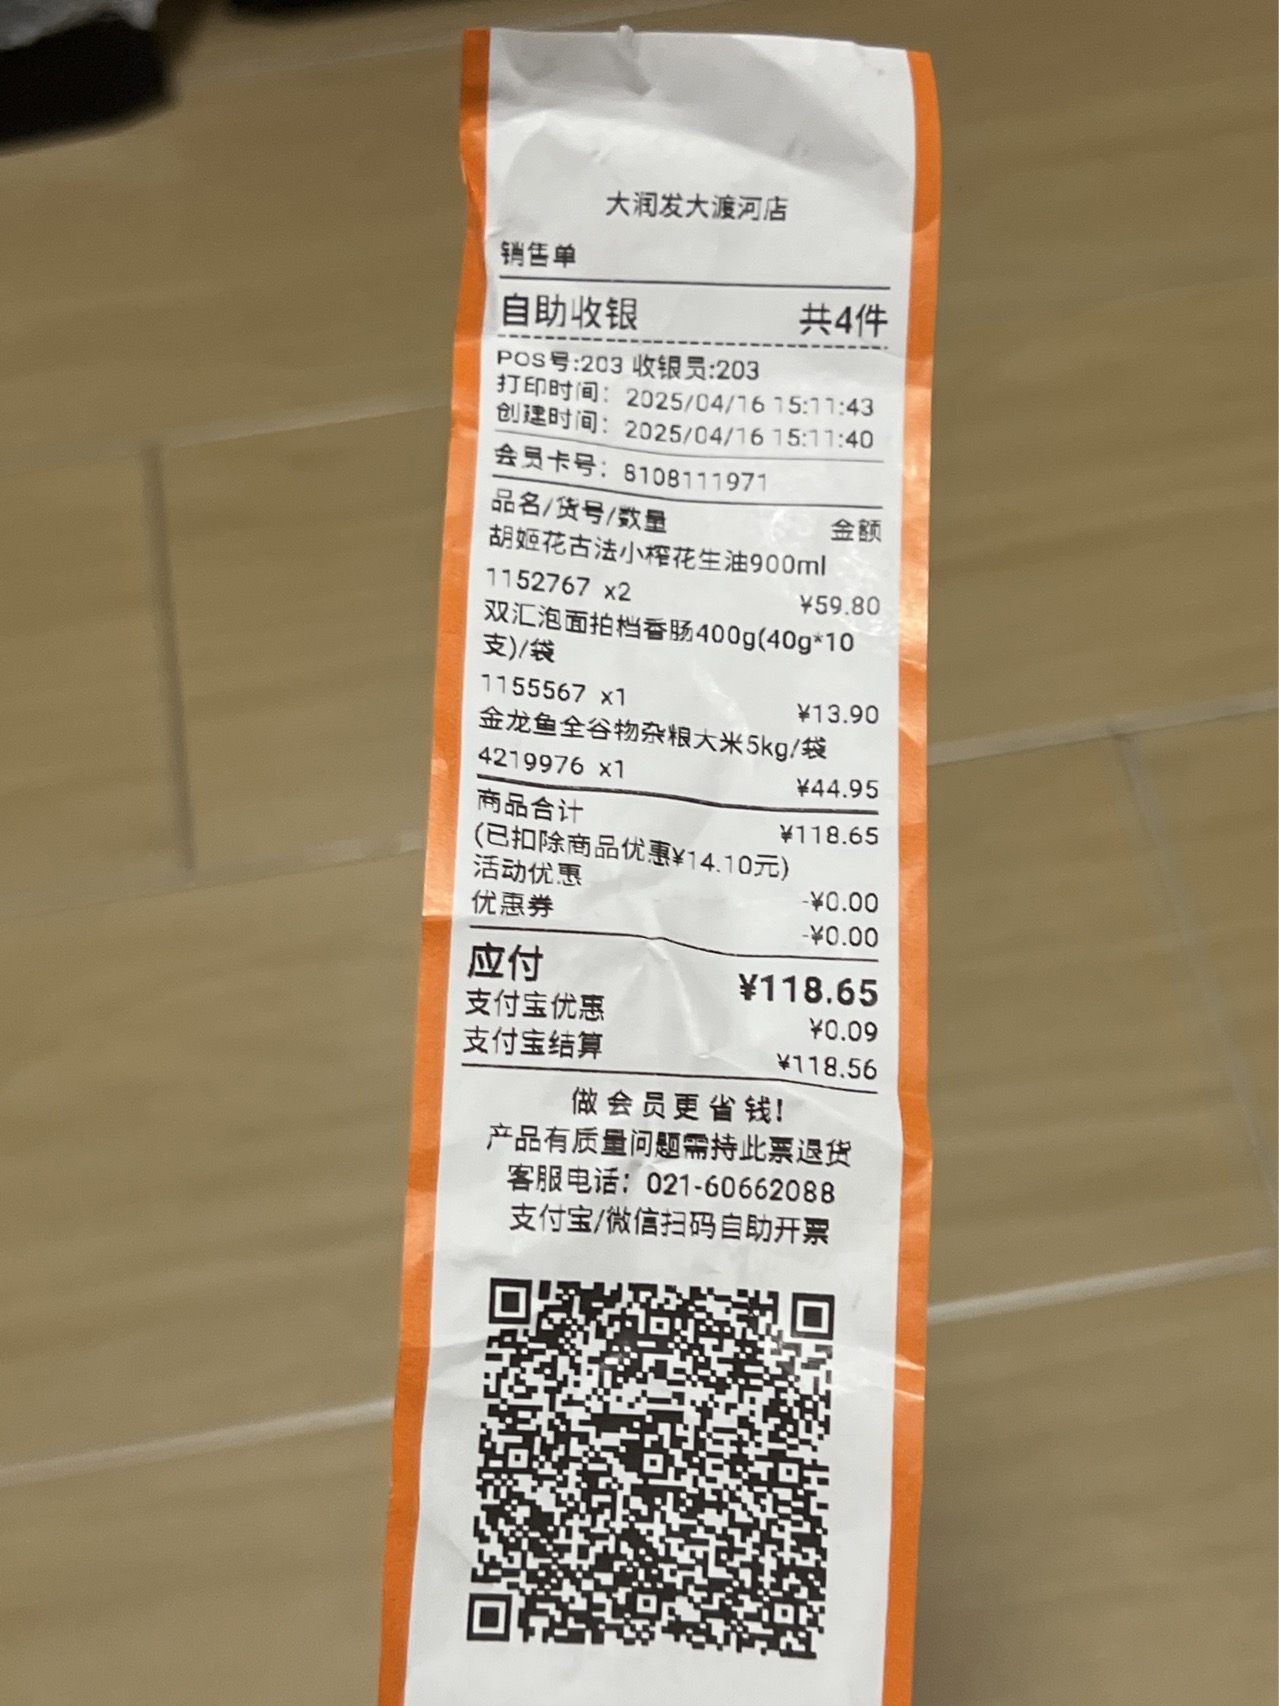 大润发大渡河店
销售单
自助收银 共4件
POS号:203 收银员:203
打印时间: 2025/04/16 15:11:43
创建时间: 2025/04/16 15:11:40
会员卡号: 8108111971
品名/货号/数量 金额
胡姬花古法小榨花生油900ml
1152767 x2 ¥59.80
双汇泡面拍档香肠400g(40g*10
支)/袋
1155567 x1 ¥13.90
金龙鱼全谷物杂粮大米5kg/袋
4219976 x1 ¥44.95
商品合计 ¥118.65
(已扣除商品优惠¥14.10元)
活动优惠 -¥0.00
优惠券 -¥0.00
应付 ¥118.65
支付宝优惠 ¥0.09
支付宝结算 ¥118.56
做会员更省钱!
产品有质量问题需持此票退货
客服电话: 021-60662088
支付宝/微信扫码自助开票